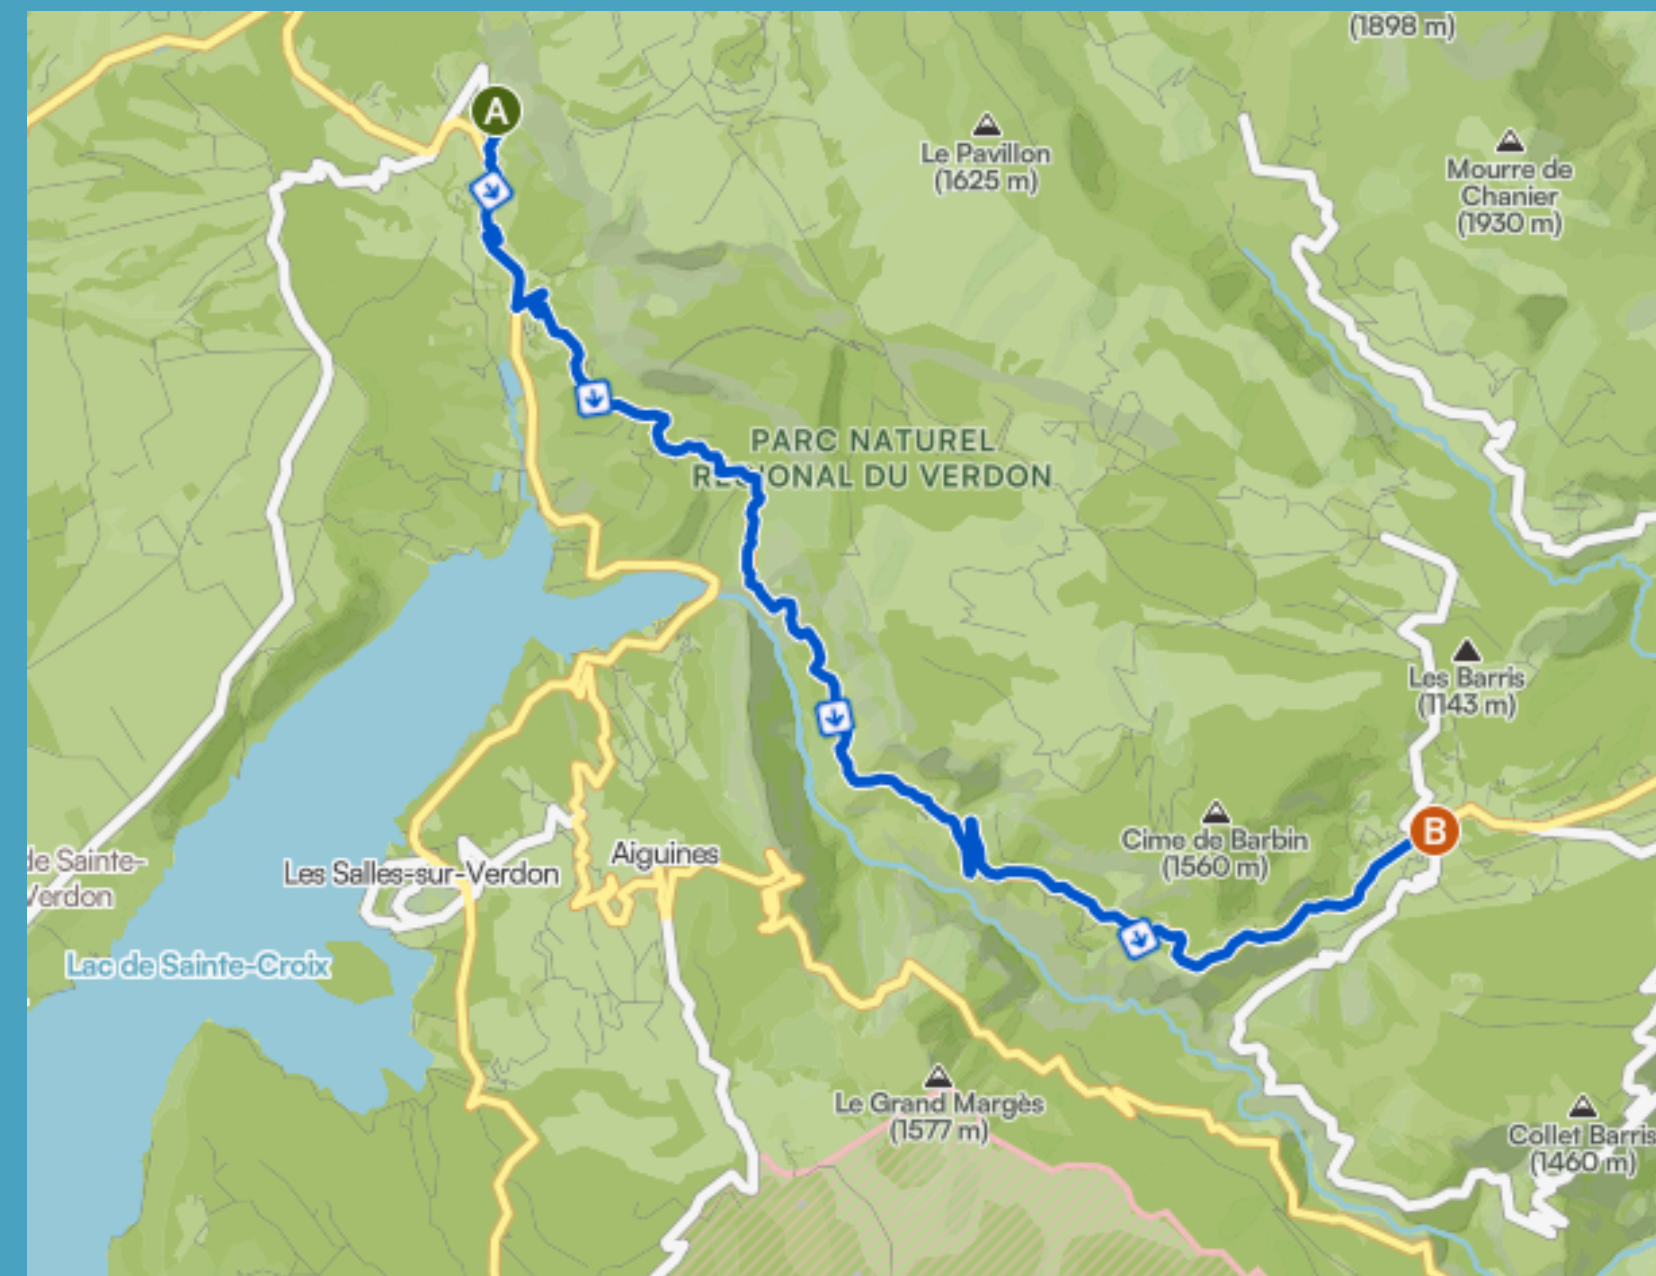 (1898 m)
A
Le Pavillon
(1625 m)
Mourre de
Chanier
(1930 m)
PARC NATUREL
RÉGIONAL DU VERDON
Les Barris
(1143 m)
B
Cime de Barbin
(1560 m)
Aiguines
Les Salles-sur-Verdon
de Sainte-
Verdon
Lac de Sainte-Croix
Le Grand Margès
(1577 m)
Collet Barris
(1460 m)